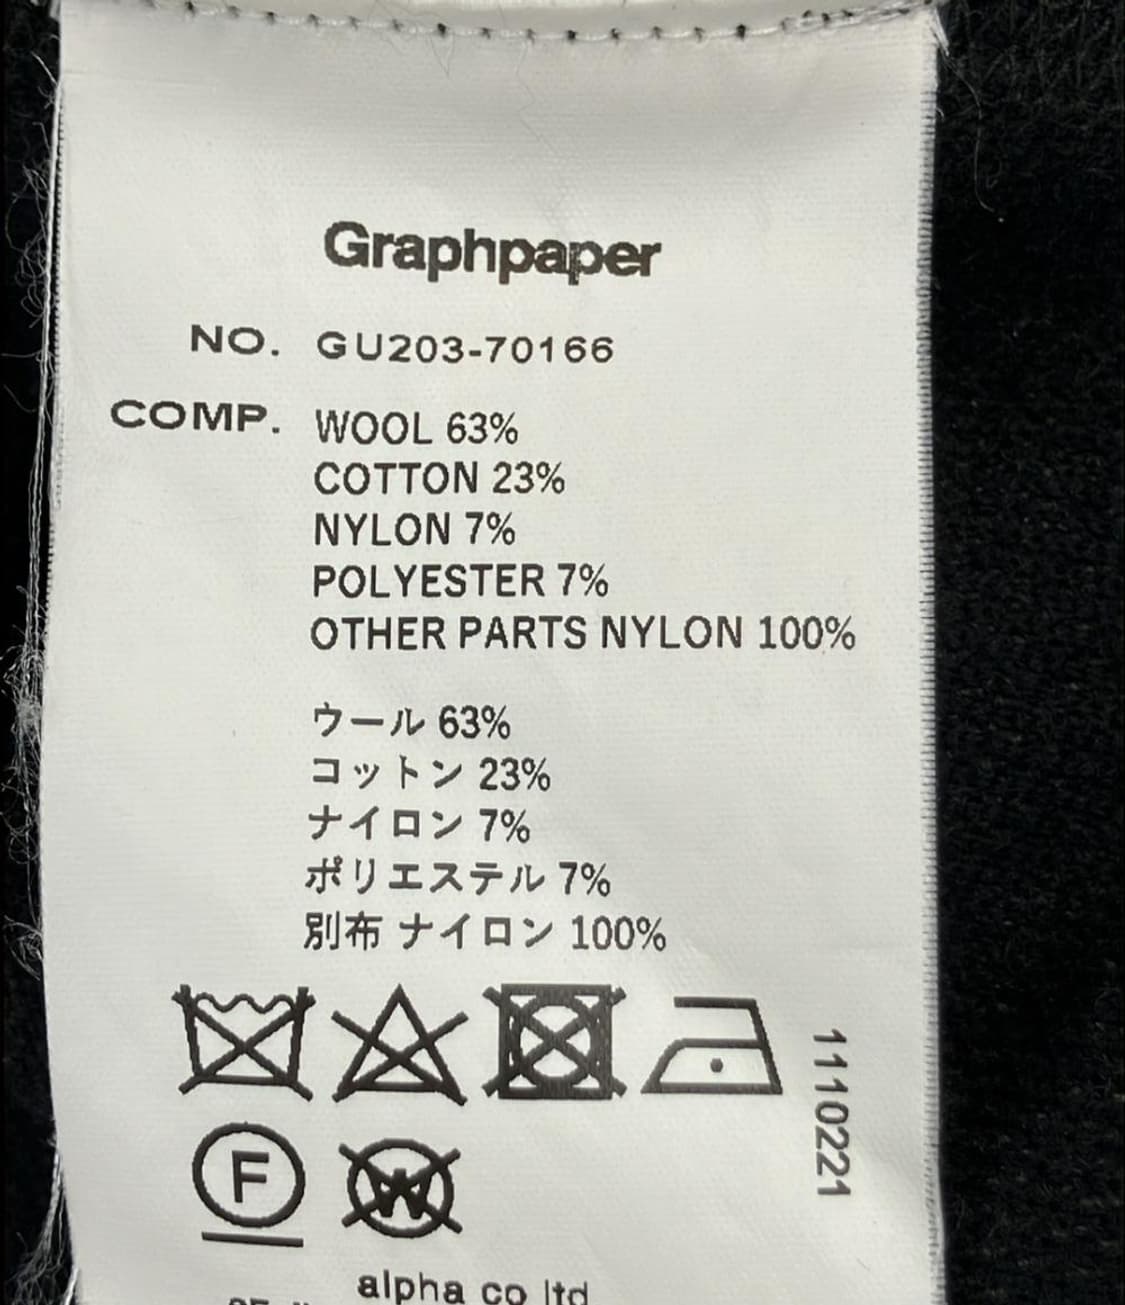 Graphpaper
NO. GU203-70166
COMP. WOOL 63%
COTTON 23%
NYLON 7%
POLYESTER 7%
OTHER PARTS NYLON 100%
ウール 63%
コットン 23%
ナイロン 7%
ポリエステル 7%
別布 ナイロン 100%
1110221
F
W
alpha co ltd